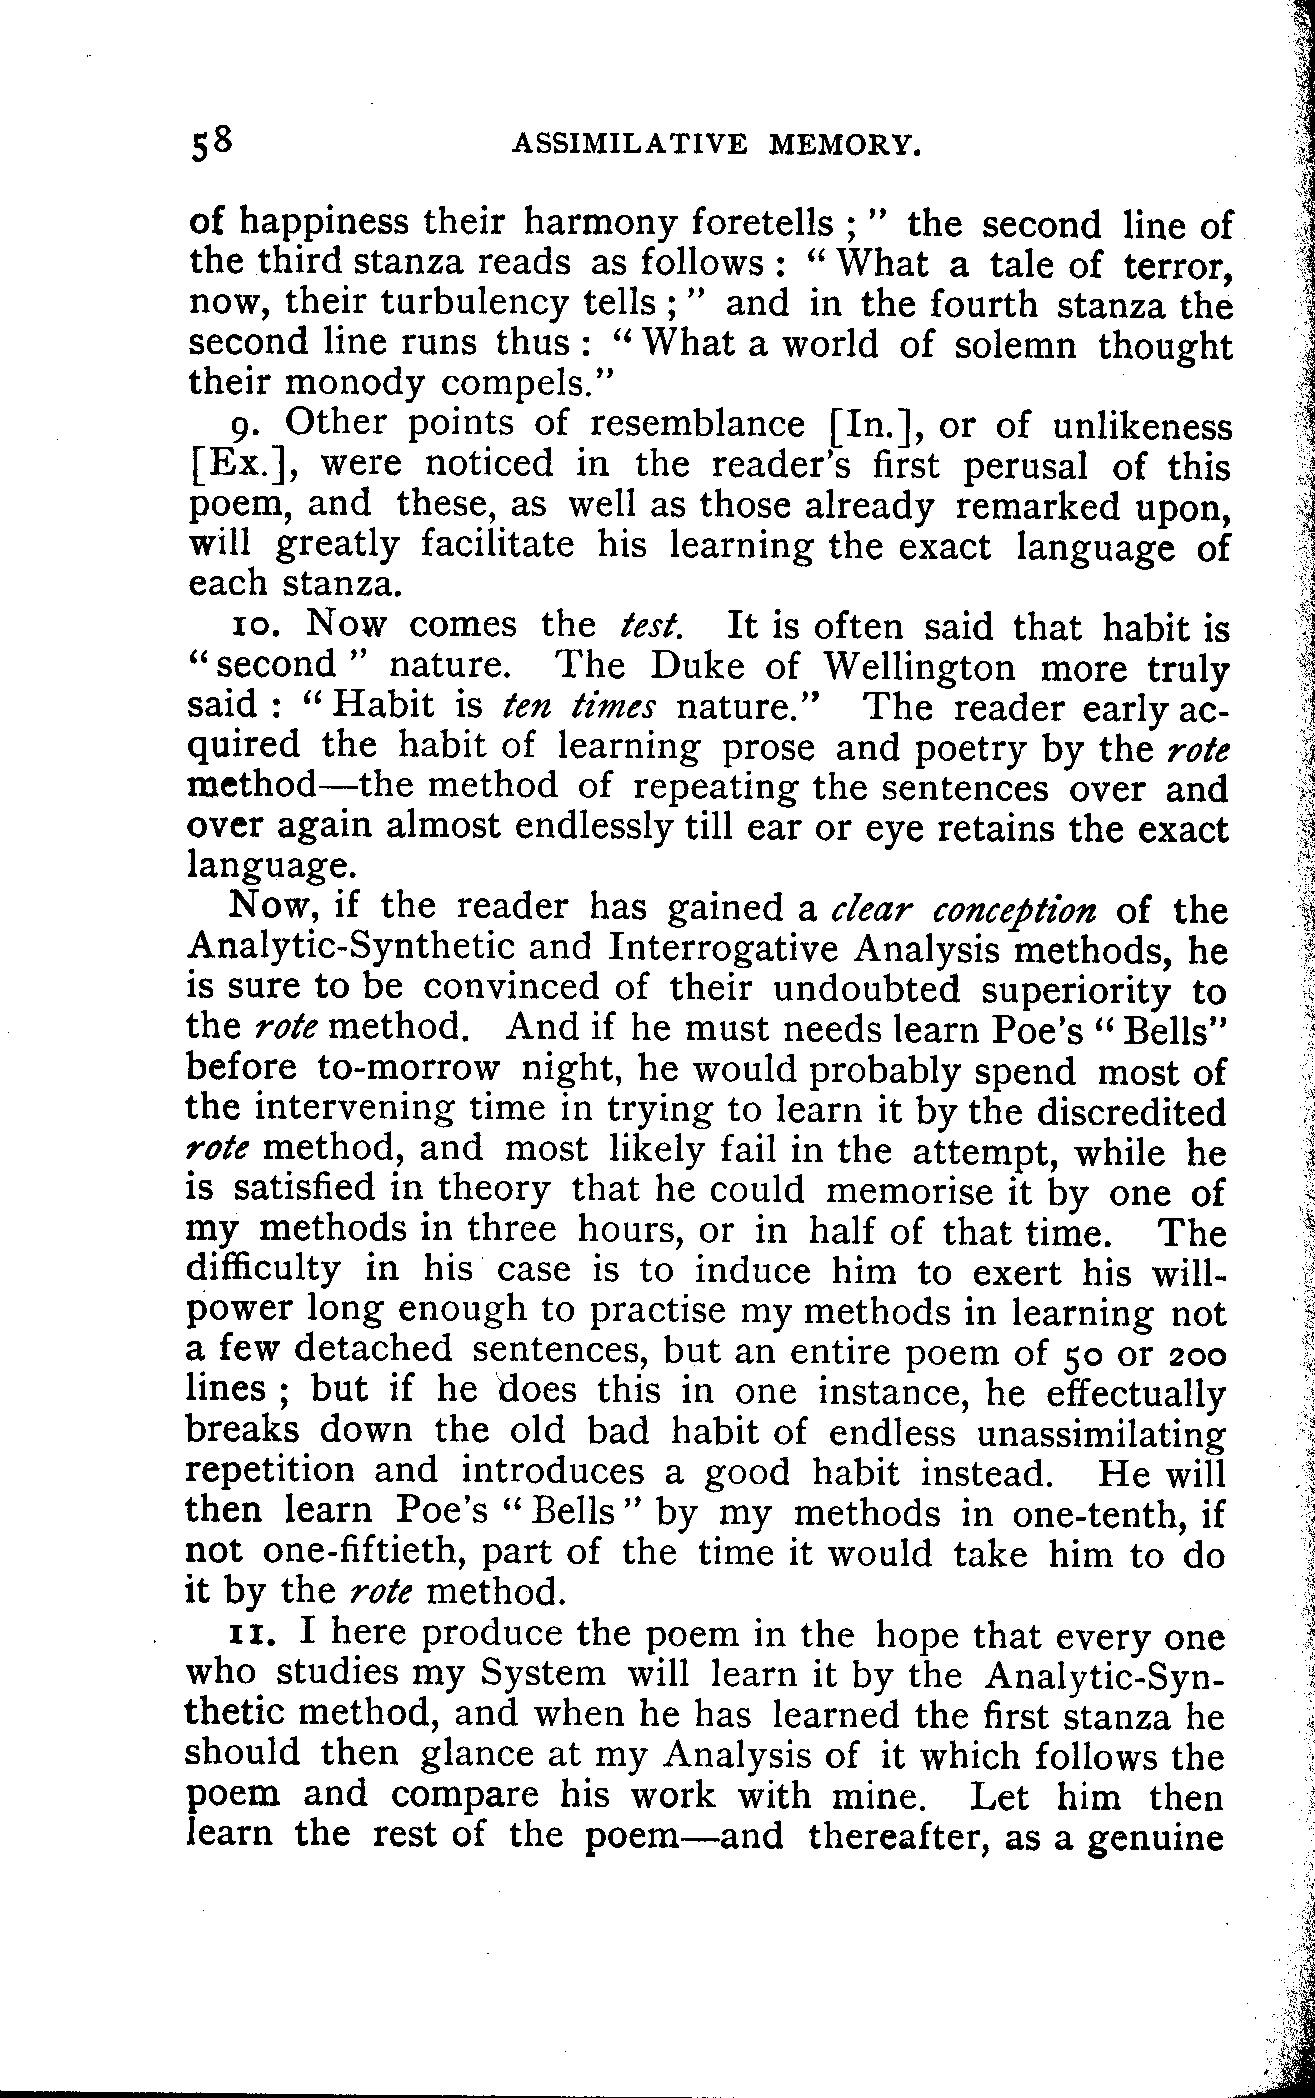 58 ASSIMILATIVE MEMORY.
of happiness their harmony foretells ; " the second line of
the third stanza reads as follows : " What a tale of terror,
now, their turbulency tells ; " and in the fourth stanza the
second line runs thus : " What a world of solemn thought
their monody compels."
9. Other points of resemblance [In.], or of unlikeness
[Ex.], were noticed in the reader's first perusal of this
poem, and these, as well as those already remarked upon,
will greatly facilitate his learning the exact language of
each stanza.
10. Now comes the test. It is often said that habit is
" second " nature. The Duke of Wellington more truly
said : " Habit is ten times nature." The reader early ac-
quired the habit of learning prose and poetry by the rote
method—the method of repeating the sentences over and
over again almost endlessly till ear or eye retains the exact
language.
Now, if the reader has gained a clear conception of the
Analytic-Synthetic and Interrogative Analysis methods, he
is sure to be convinced of their undoubted superiority to
the rote method. And if he must needs learn Poe's " Bells"
before to-morrow night, he would probably spend most of
the intervening time in trying to learn it by the discredited
rote method, and most likely fail in the attempt, while he
is satisfied in theory that he could memorise it by one of
my methods in three hours, or in half of that time. The
difficulty in his case is to induce him to exert his will-
power long enough to practise my methods in learning not
a few detached sentences, but an entire poem of 50 or 200
lines ; but if he does this in one instance, he effectually
breaks down the old bad habit of endless unassimilating
repetition and introduces a good habit instead. He will
then learn Poe's " Bells " by my methods in one-tenth, if
not one-fiftieth, part of the time it would take him to do
it by the rote method.
11. I here produce the poem in the hope that every one
who studies my System will learn it by the Analytic-Syn-
thetic method, and when he has learned the first stanza he
should then glance at my Analysis of it which follows the
poem and compare his work with mine. Let him then
learn the rest of the poem—and thereafter, as a genuine